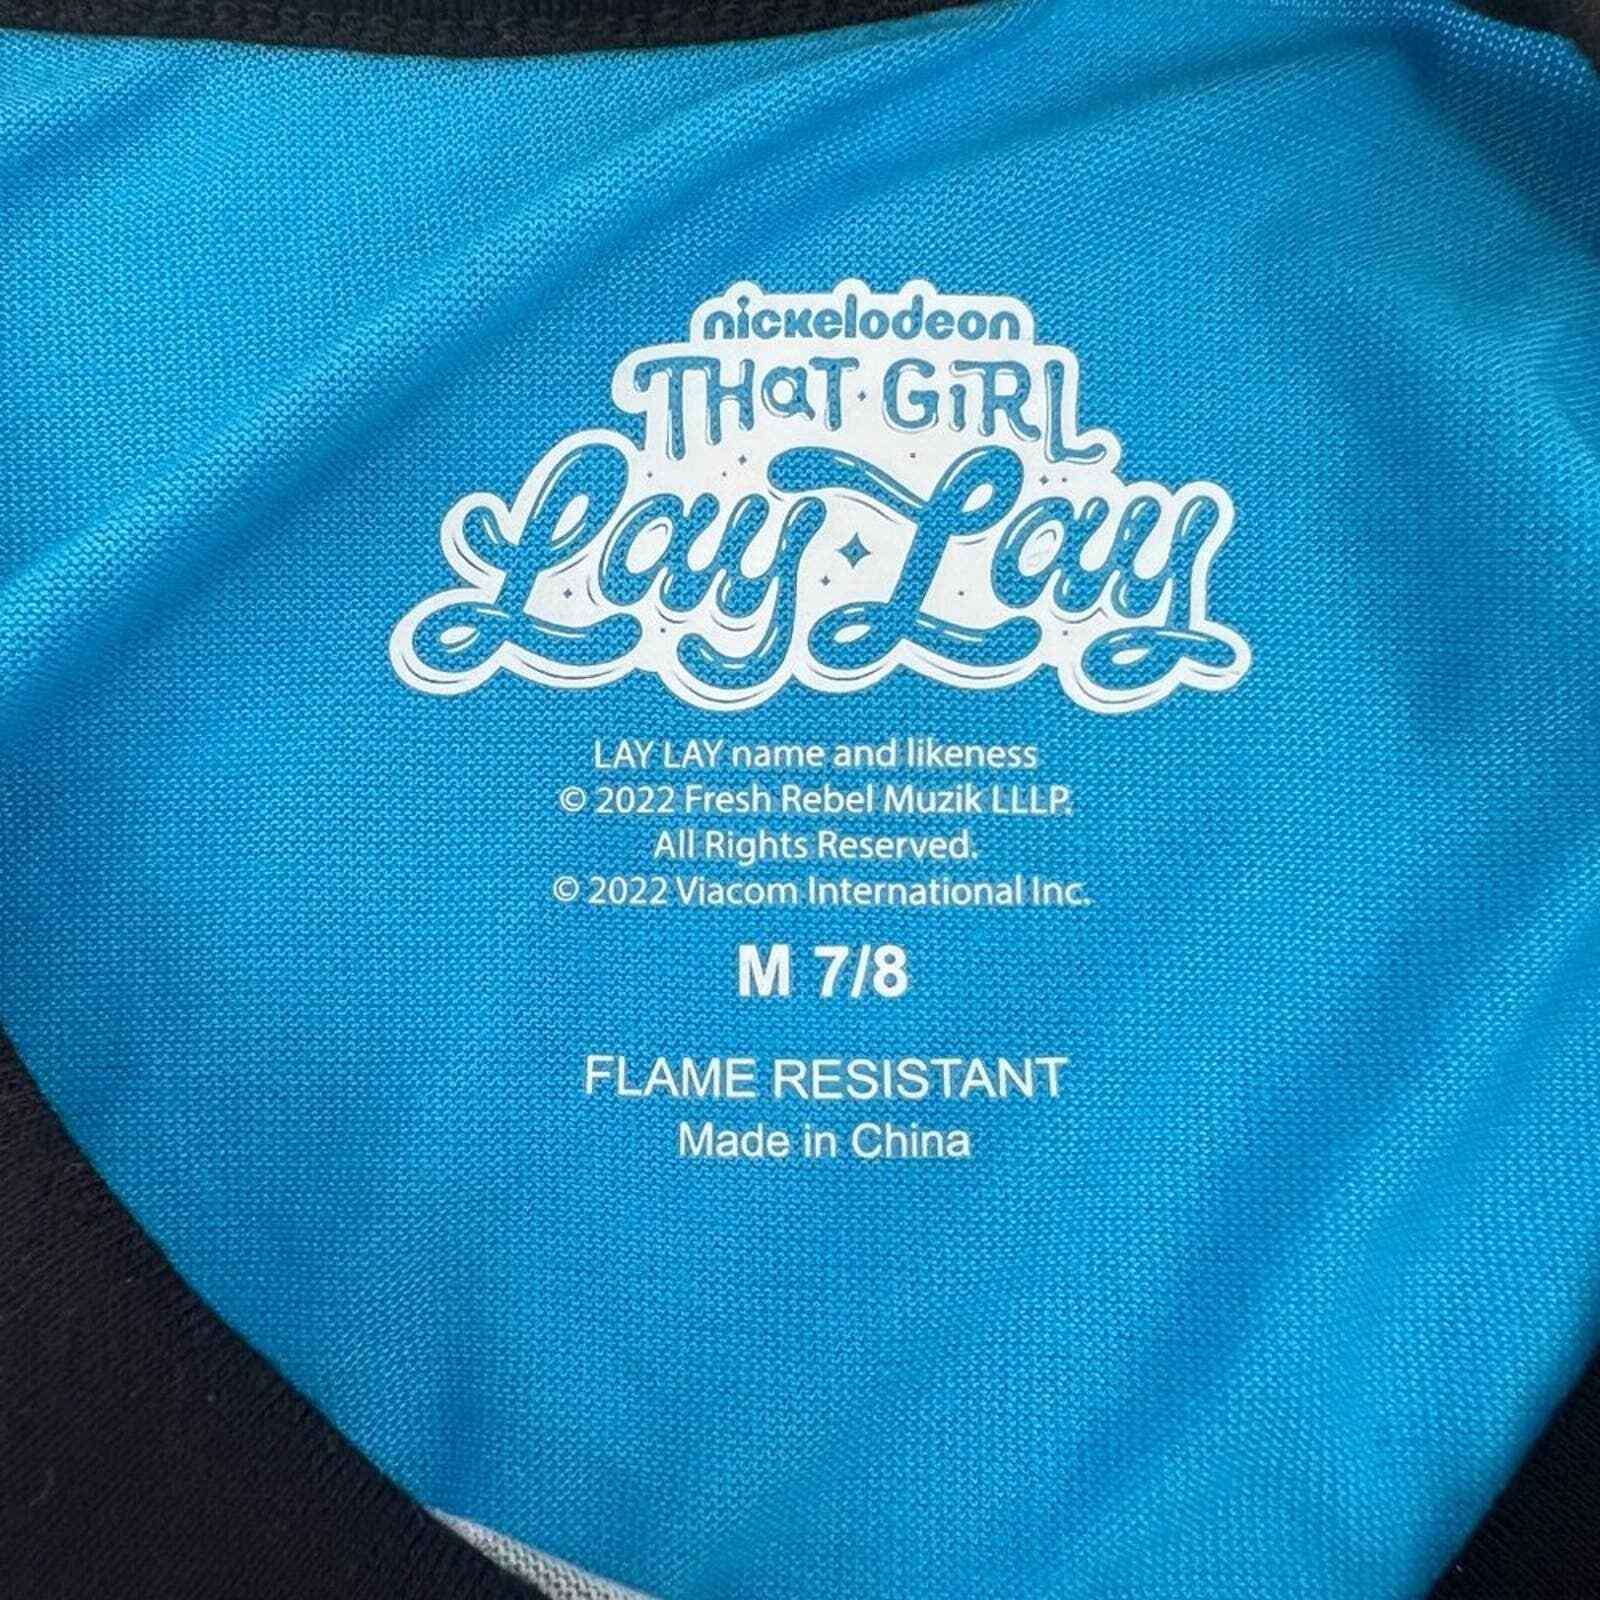 nickelodeon
THaT GiRL
Lay Lay
LAY LAY name and likeness
© 2022 Fresh Rebel Muzik LLLP.
All Rights Reserved.
© 2022 Viacom International Inc.
M 7/8
FLAME RESISTANT
Made in China